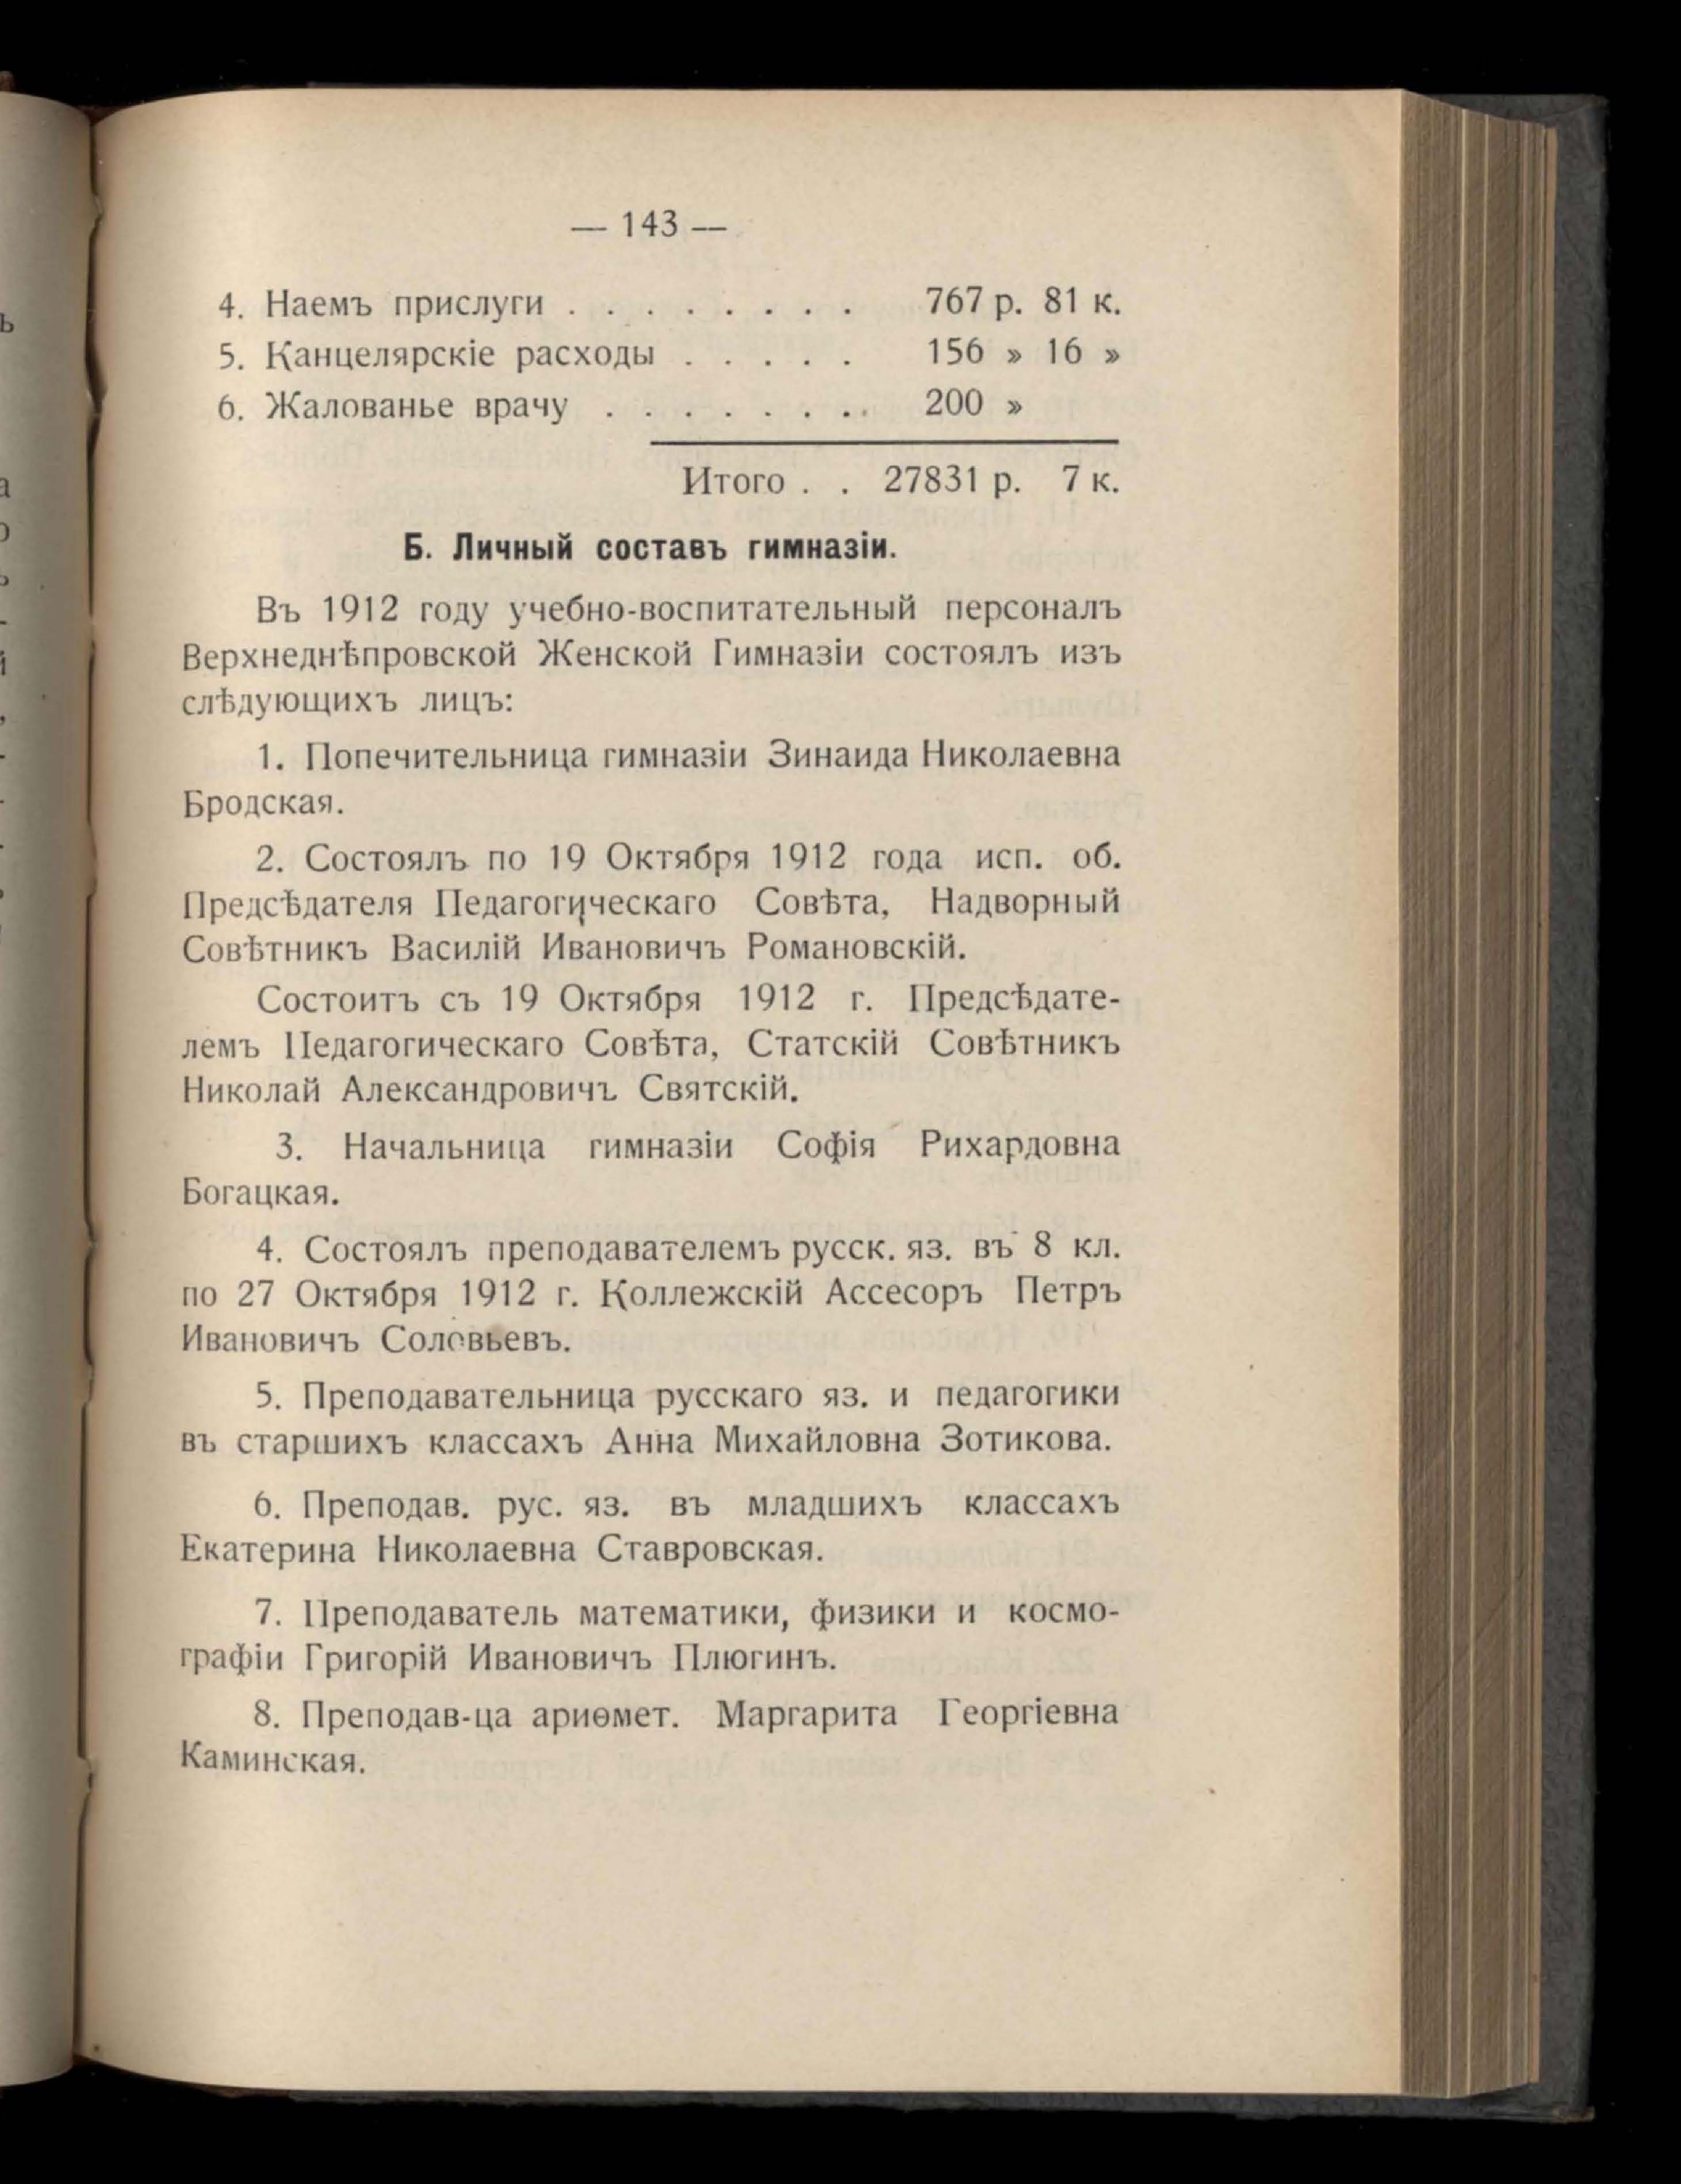 — 143 —
4. Наемъ прислуги . . . . . . . . 767 р. 81 к.
5. Канцелярскіе расходы . . . . . 156 » 16 »
6. Жалованье врачу . . . . . . . . 200 »
Итого . . 27831 р. 7 к.
Б. Личный составъ гимназіи.
Въ 1912 году учебно-воспитательный персоналъ
Верхнеднѣпровской Женской Гимназіи состоялъ изъ
слѣдующихъ лицъ:
1. Попечительница гимназіи Зинаида Николаевна
Бродская.
2. Состоялъ по 19 Октября 1912 года исп. об.
Предсѣдателя Педагогическаго Совѣта, Надворный
Совѣтникъ Василій Ивановичъ Романовскій.
Состоитъ съ 19 Октября 1912 г. Предсѣдате-
лемъ Педагогическаго Совѣта, Статскій Совѣтникъ
Николай Александровичъ Святскій.
3. Начальница гимназіи Софія Рихардовна
Богацкая.
4. Состоялъ преподавателемъ русск. яз. въ 8 кл.
по 27 Октября 1912 г. Коллежскій Ассесоръ Петръ
Ивановичъ Соловьевъ.
5. Преподавательница русскаго яз. и педагогики
въ старшихъ классахъ Анна Михайловна Зотикова.
6. Преподав. рус. яз. въ младшихъ классахъ
Екатерина Николаевна Ставровская.
7. Преподаватель математики, физики и космо-
графіи Григорій Ивановичъ Плюгинъ.
8. Преподав-ца ариѳмет. Маргарита Георгіевна
Каминская.